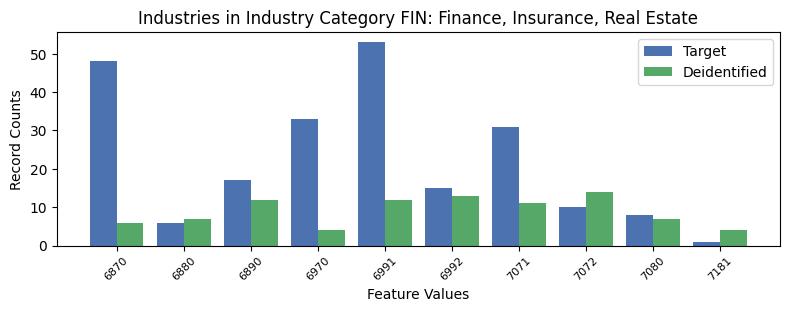 Industries in Industry Category FIN: Finance, Insurance, Real Estate
Target
Deidentified
Record Counts
50
40
30
20
10
0
6870 6880 6890 6970 6991 6992 7071 7072 7080 7181
Feature Values